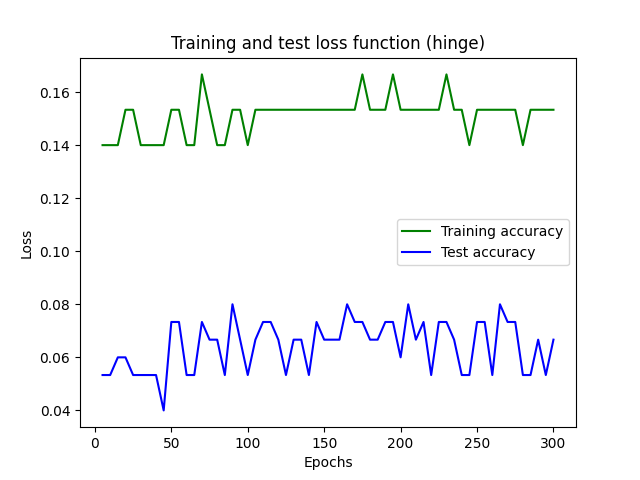 Training and test loss function (hinge)
0.16
0.14
0.12
0.10
0.08
0.06
0.04
Loss
Training accuracy
Test accuracy
0 50 100 150 200 250 300
Epochs